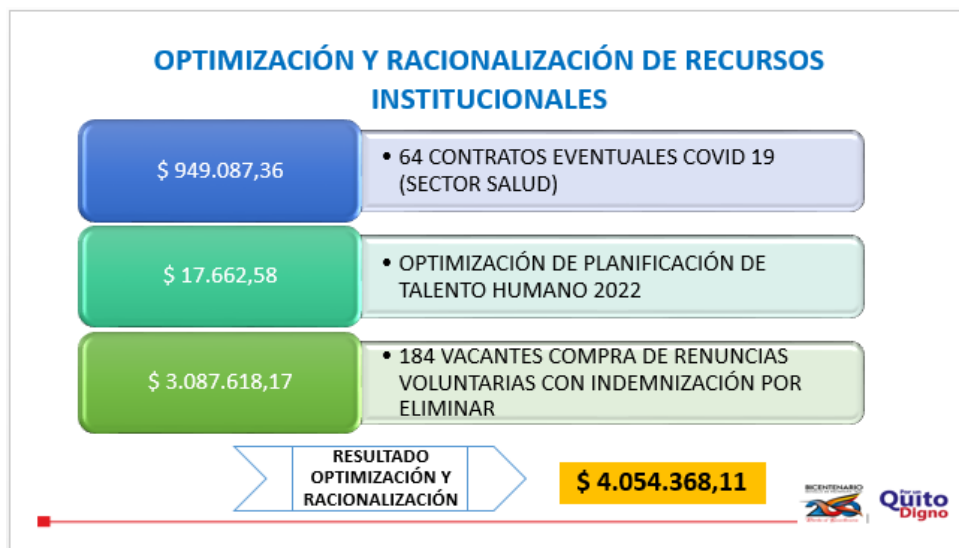 OPTIMIZACIÓN Y RACIONALIZACIÓN DE RECURSOS
INSTITUCIONALES
$ 949.087,36
• 64 CONTRATOS EVENTUALES COVID 19
(SECTOR SALUD)
$ 17.662,58
• OPTIMIZACIÓN DE PLANIFICACIÓN DE
TALENTO HUMANO 2022
$ 3.087.618,17
• 184 VACANTES COMPRA DE RENUNCIAS
VOLUNTARIAS CON INDEMNIZACIÓN POR
ELIMINAR
RESULTADO
OPTIMIZACIÓN Y
RACIONALIZACIÓN
$ 4.054.368,11
BICENTENARIO
Por un
Quito
Digno